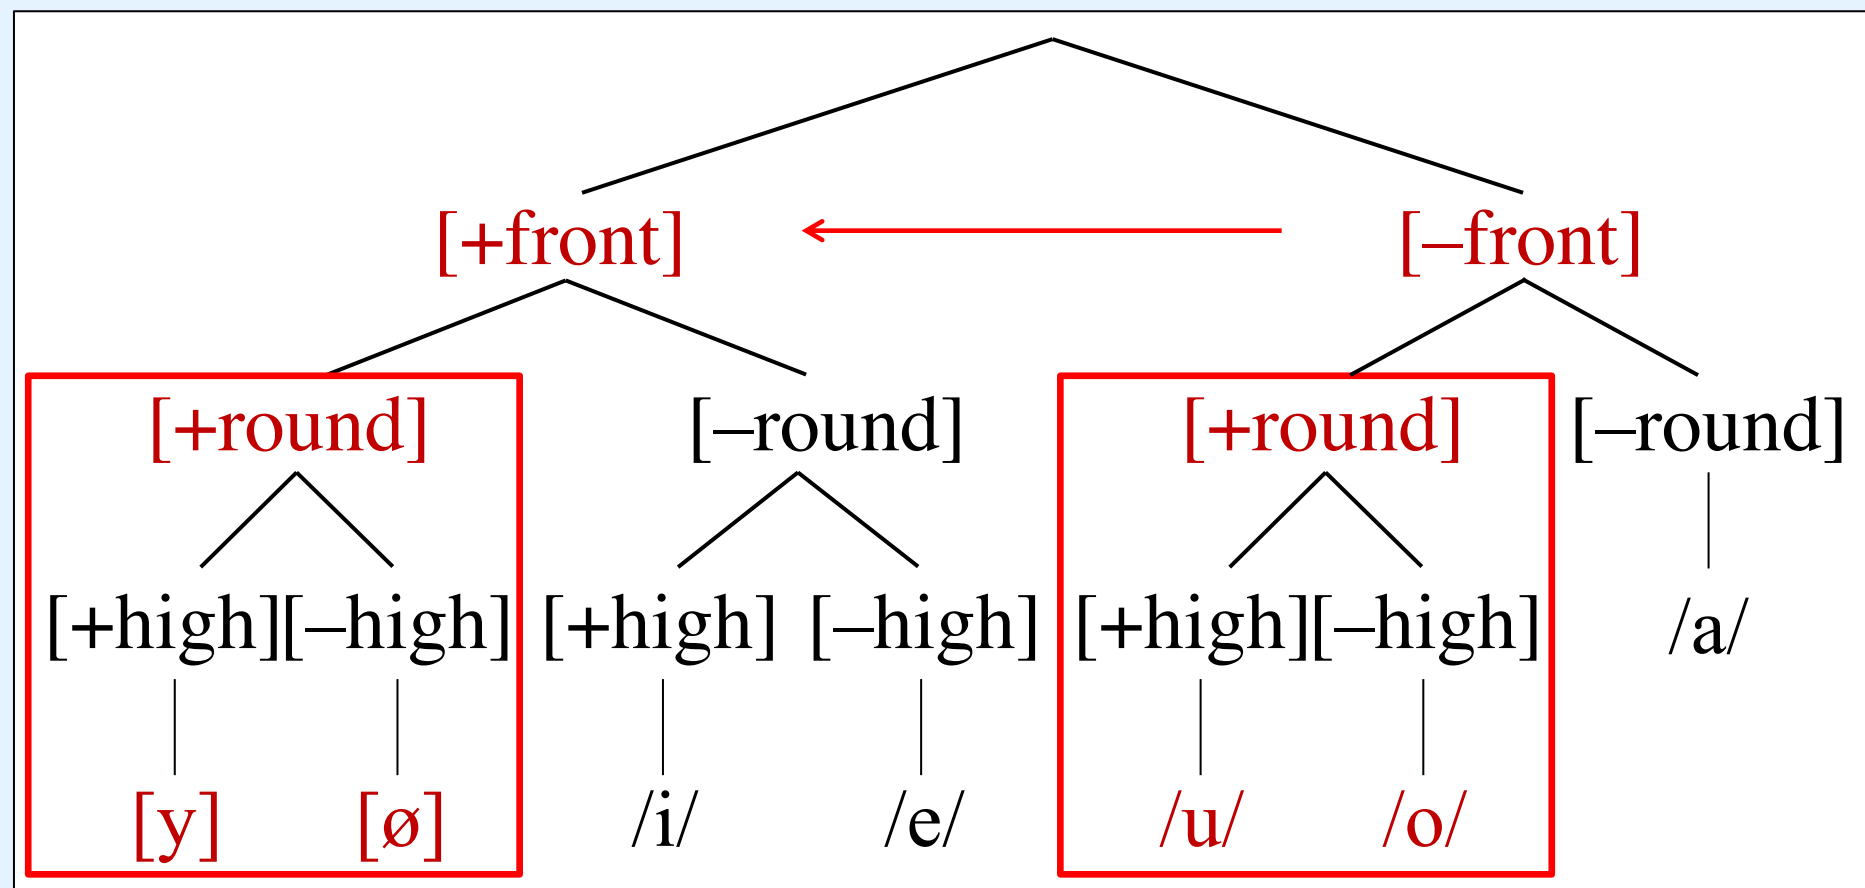 [+front] [–front]
[+round] [–round] [+round] [–round]
[+high][–high] [+high] [–high] [+high][–high] /a/
[y] [ø] /i/ /e/ /u/ /o/